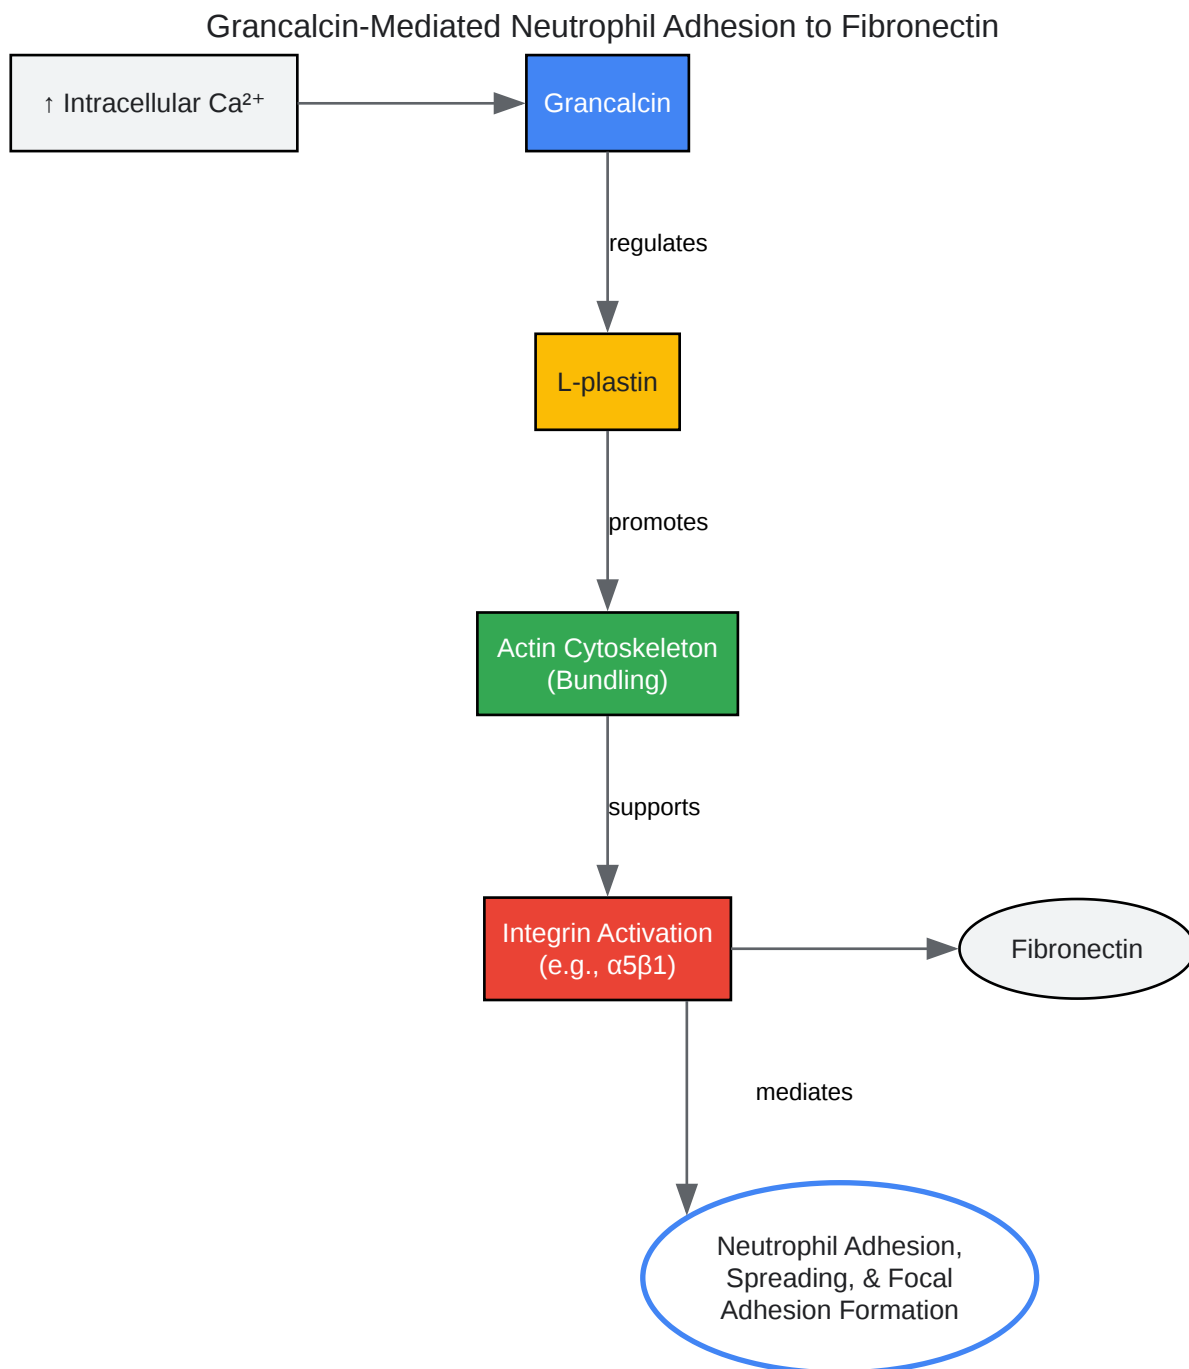 Grancalcin-Mediated Neutrophil Adhesion to Fibronectin
↑ Intracellular Ca²⁺
Grancalcin
regulates
L-plastin
promotes
Actin Cytoskeleton
(Bundling)
supports
Integrin Activation
(e.g., α5β1)
Fibronectin
mediates
Neutrophil Adhesion,
Spreading, & Focal
Adhesion Formation